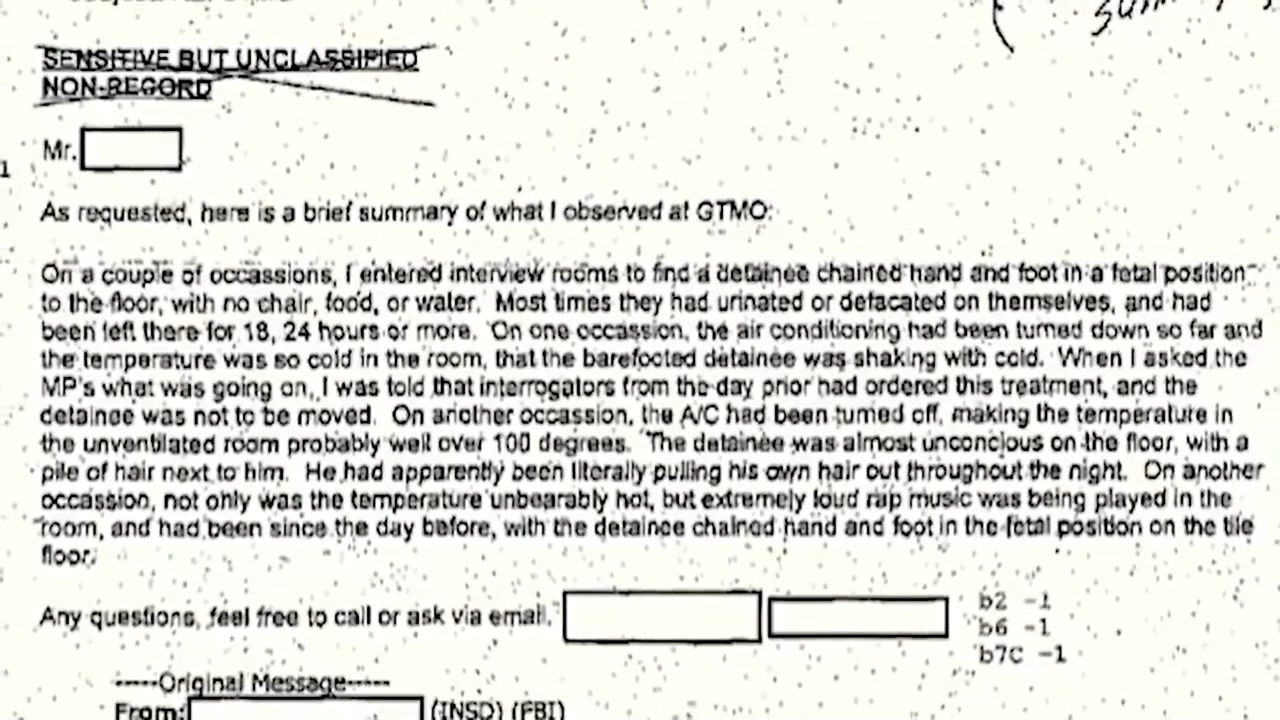 SENSITIVE BUT UNCLASSIFIED
NON-RECORD
Mr.
1
As requested, here is a brief summary of what I observed at GTMO:
On a couple of occassions, I entered interview rooms to find a detainee chained hand and foot in a fetal position
to the floor, with no chair, food, or water. Most times they had urinated or defacated on themselves, and had
been left there for 18, 24 hours or more. On one occassion, the air conditioning had been turned down so far and
the temperature was so cold in the room, that the barefooted detainee was shaking with cold. When I asked the
MP's what was going on, I was told that interrogators from the day prior had ordered this treatment, and the
detainee was not to be moved. On another occassion, the A/C had been turned off, making the temperature in
the unventilated room probably well over 100 degrees. The detainee was almost unconcious on the floor, with a
pile of hair next to him. He had apparently been literally pulling his own hair out throughout the night. On another
occassion, not only was the temperature unbearably hot, but extremely loud rap music was being played in the
room, and had been since the day before, with the detainee chained hand and foot in the fetal position on the tile
floor.
Any questions, feel free to call or ask via email.
b2 -1
b6 -1
b7C -1
-----Original Message-----
From: (INSD) (FBI)